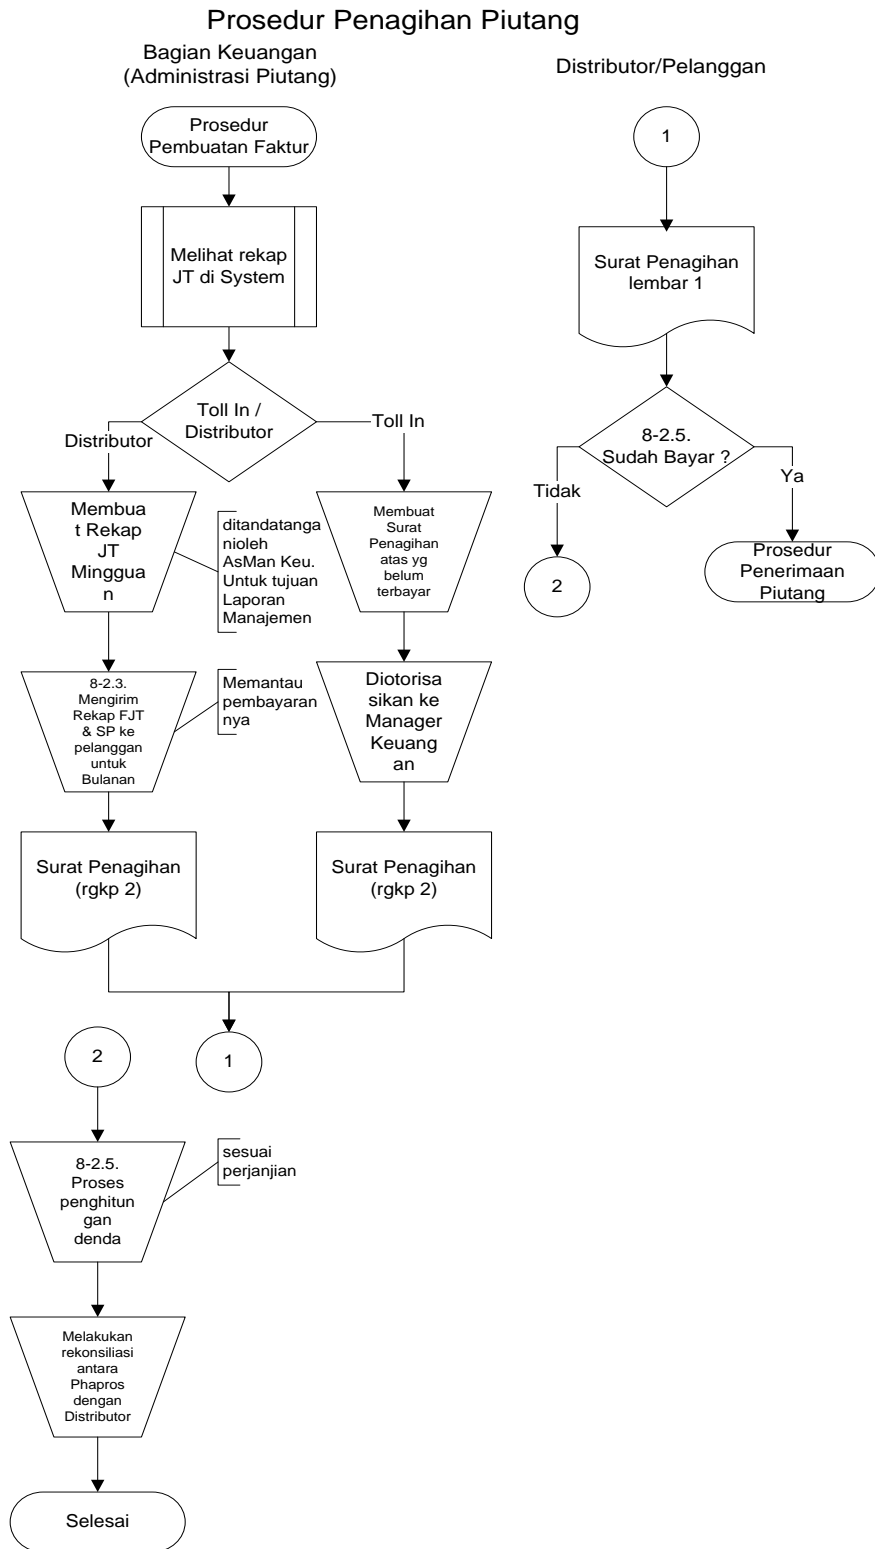 Prosedur Penagihan Piutang
Bagian Keuangan
(Administrasi Piutang)
Distributor/Pelanggan
Prosedur
Pembuatan Faktur
Melihat rekap
JT di System
Toll In /
Distributor
Distributor
Toll In
Membua
t Rekap
JT
Minggua
n
ditandatanga
nioleh
AsMan Keu.
Untuk tujuan
Laporan
Manajemen
Membuat
Surat
Penagihan
atas yg
belum
terbayar
8-2.3.
Mengirim
Rekap FJT
& SP ke
pelanggan
untuk
Bulanan
Memantau
pembayaran
nya
Diotorisa
sikan ke
Manager
Keuang
an
Surat Penagihan
(rgkp 2)
Surat Penagihan
(rgkp 2)
1
2
8-2.5.
Proses
penghitun
gan
denda
sesuai
perjanjian
Melakukan
rekonsiliasi
antara
Phapros
dengan
Distributor
Selesai
1
Surat Penagihan
lembar 1
8-2.5.
Sudah Bayar ?
Tidak
Ya
2
Prosedur
Penerimaan
Piutang